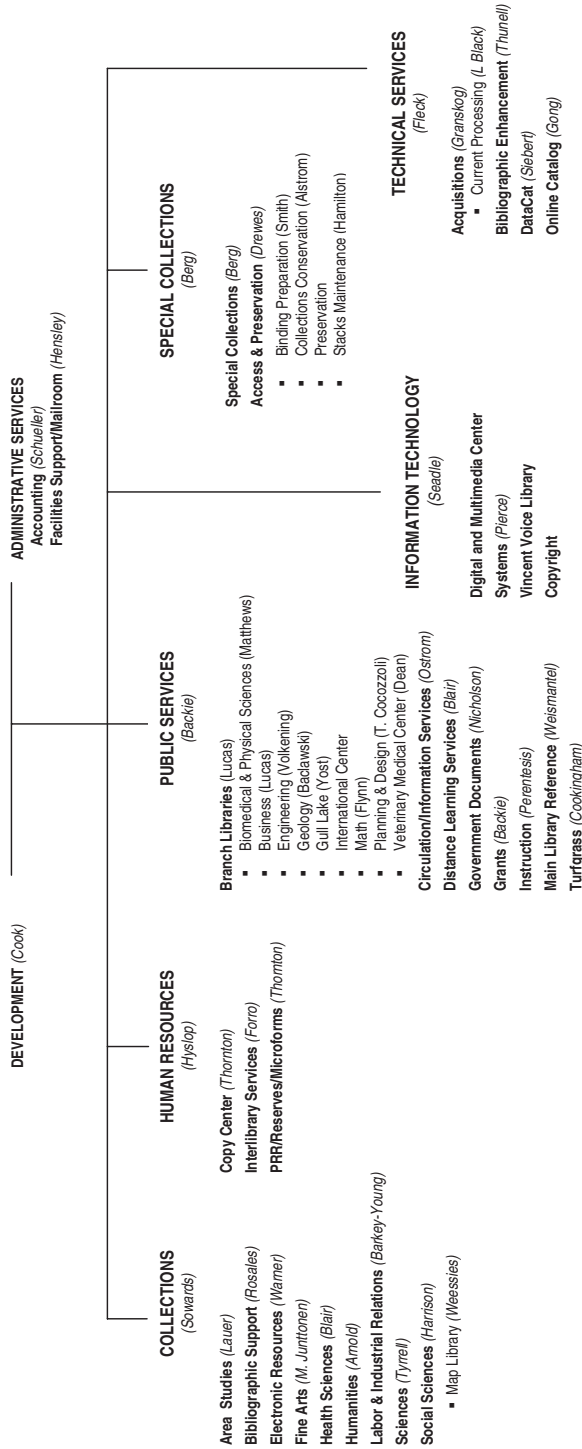 DEVELOPMENT (Cook)
ADMINISTRATIVE SERVICES
Accounting (Schueller)
Facilities Support/Mailroom (Hensley)
COLLECTIONS
(Sowards)
Area Studies (Lauer)
Bibliographic Support (Rosales)
Electronic Resources (Warner)
Fine Arts (M. Junttonen)
Health Sciences (Blair)
Humanities (Arnold)
Labor & Industrial Relations (Barkey-Young)
Sciences (Tyrrell)
Social Sciences (Harrison)
▪ Map Library (Weessies)
HUMAN RESOURCES
(Hyslop)
Copy Center (Thornton)
Interlibrary Services (Forro)
PRR/Reserves/Microforms (Thornton)
PUBLIC SERVICES
(Backie)
Branch Libraries (Lucas)
▪ Biomedical & Physical Sciences (Matthews)
▪ Business (Lucas)
▪ Engineering (Volkening)
▪ Geology (Baclawski)
▪ Gull Lake (Yost)
▪ International Center
▪ Math (Flynn)
▪ Planning & Design (T. Cocozzoli)
▪ Veterinary Medical Center (Dean)
Circulation/Information Services (Ostrom)
Distance Learning Services (Blair)
Government Documents (Nicholson)
Grants (Backie)
Instruction (Perentesis)
Main Library Reference (Weismantel)
Turfgrass (Cookingham)
INFORMATION TECHNOLOGY
(Seadle)
Digital and Multimedia Center
Systems (Pierce)
Vincent Voice Library
Copyright
SPECIAL COLLECTIONS
(Berg)
Special Collections (Berg)
Access & Preservation (Drewes)
▪ Binding Preparation (Smith)
▪ Collections Conservation (Alstrom)
▪ Preservation
▪ Stacks Maintenance (Hamilton)
TECHNICAL SERVICES
(Fleck)
Acquisitions (Granskog)
▪ Current Processing (L Black)
Bibliographic Enhancement (Thunell)
DataCat (Siebert)
Online Catalog (Gong)